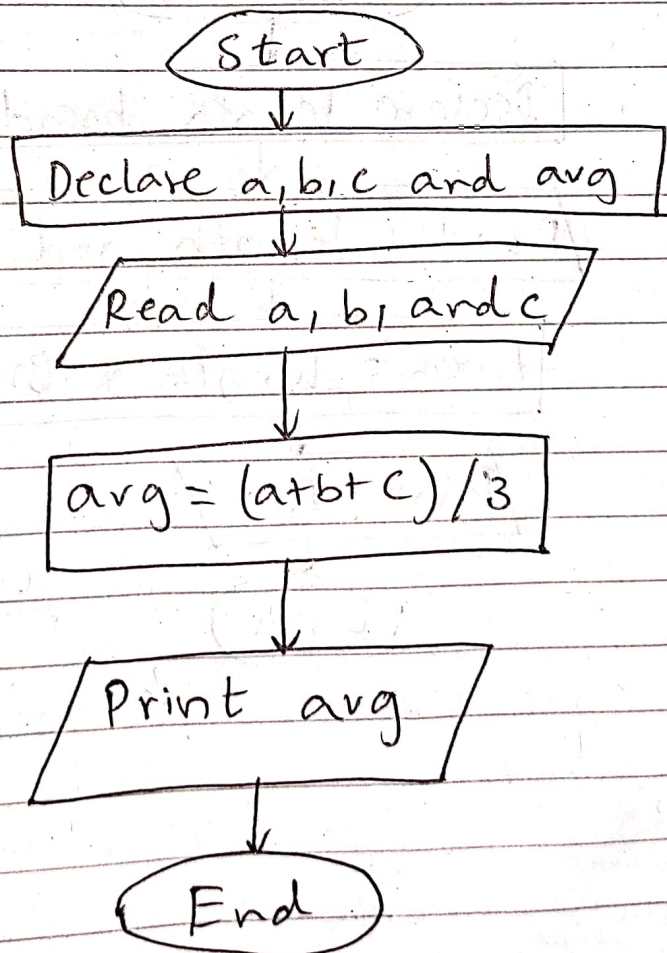 Start
Declare a, b, c and avg
Read a, b, and c
avg = (a+b+c)/3
Print avg
End